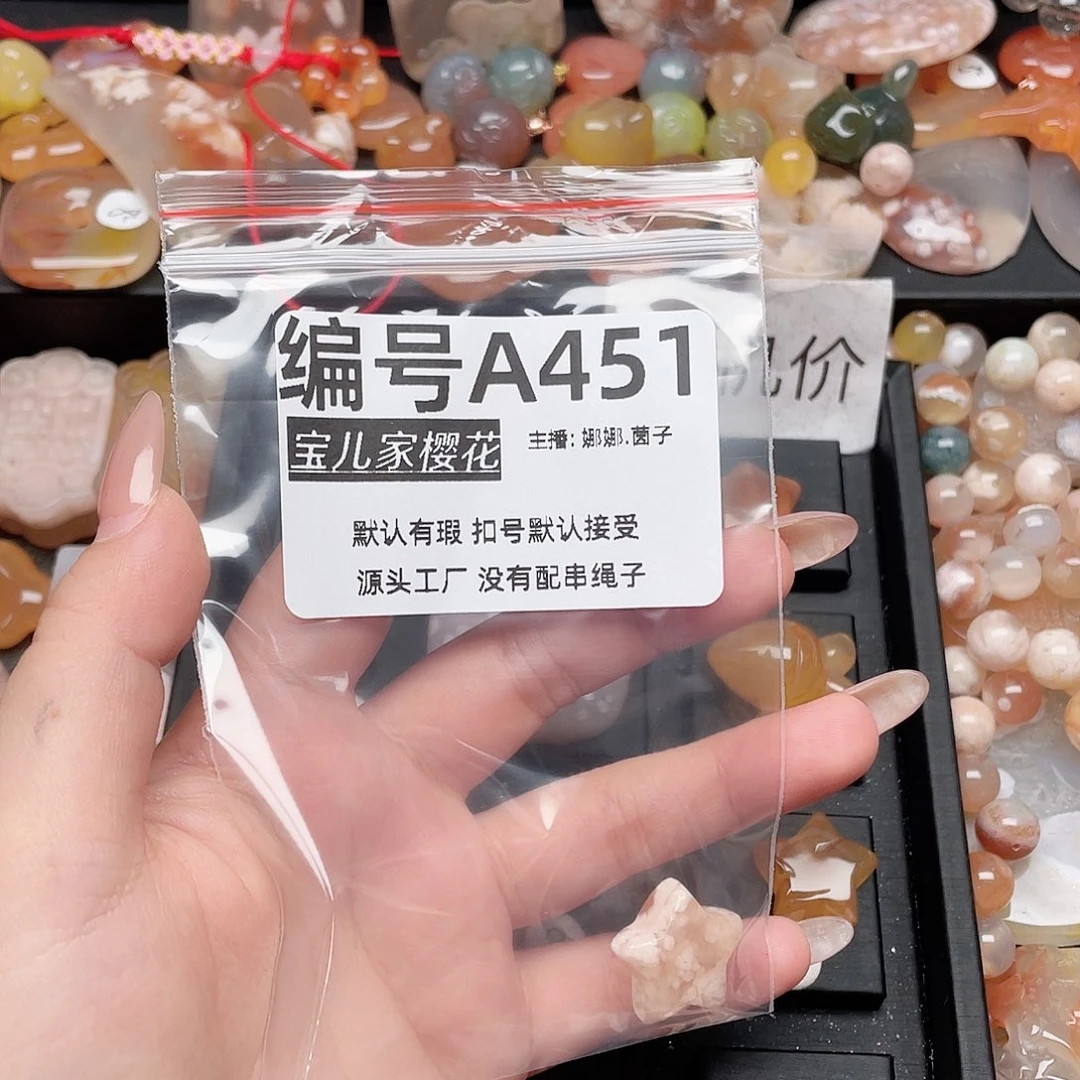 编号A451
宝儿家樱花
主播: 娜娜.茵子
默认有瑕 扣号默认接受
源头工厂 没有配串绳子
价